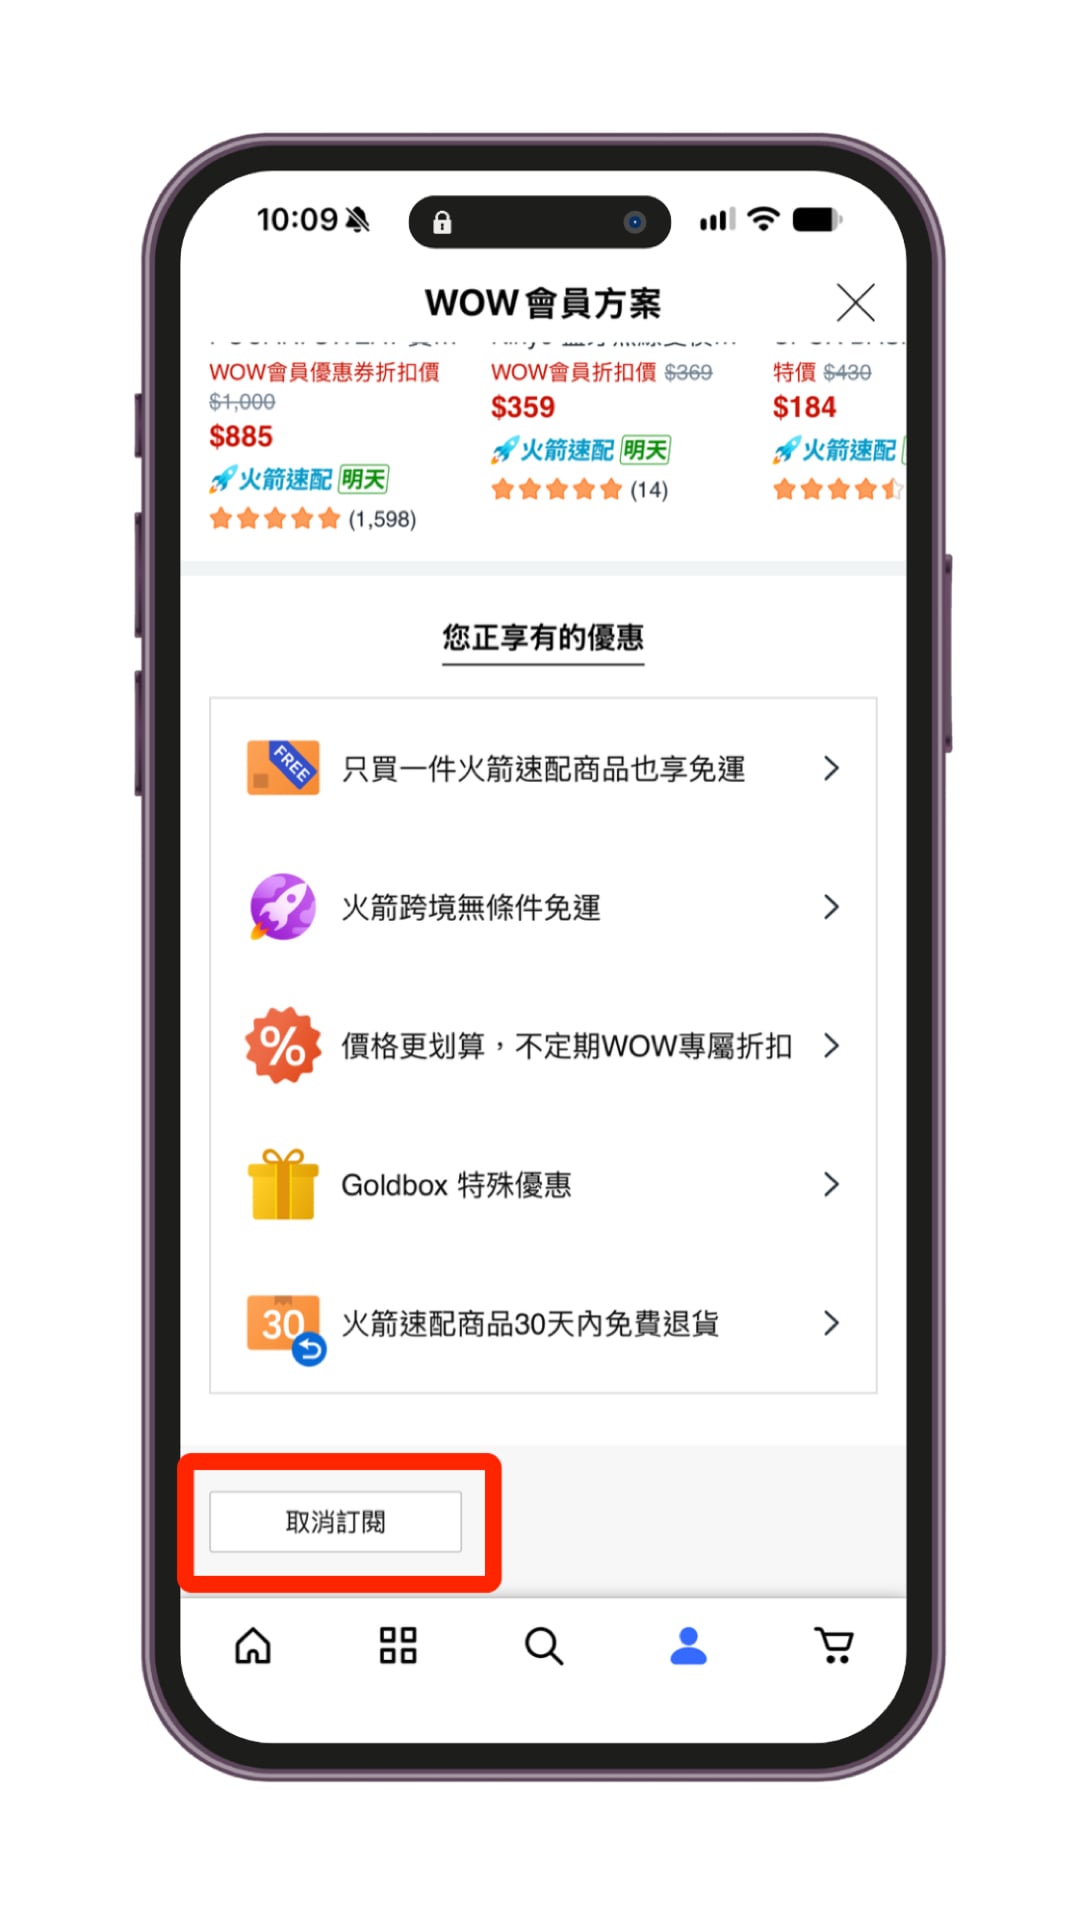 10:09
WOW會員方案
WOW會員優惠券折扣價
$1,000
$885
火箭速配 明天
(1,598)
WOW會員折扣價 $369
$359
火箭速配 明天
(14)
特價 $430
$184
火箭速配
您正享有的優惠
FREE
只買一件火箭速配商品也享免運
火箭跨境無條件免運
%
價格更划算，不定期WOW專屬折扣
Goldbox 特殊優惠
30
火箭速配商品30天內免費退貨
取消訂閱